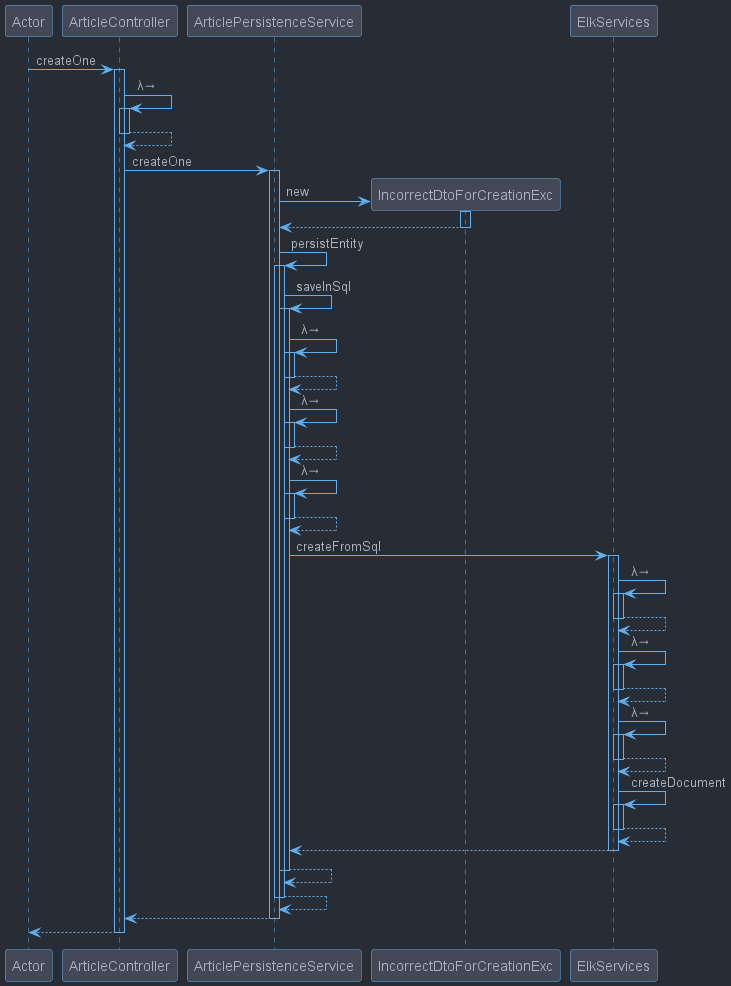 Actor ArticleController ArticlePersistenceService ElkServices
createOne
λ→
createOne
new IncorrectDtoForCreationExc
persistEntity
saveInSql
λ→
λ→
λ→
createFromSql
λ→
λ→
λ→
createDocument
Actor ArticleController ArticlePersistenceService IncorrectDtoForCreationExc ElkServices